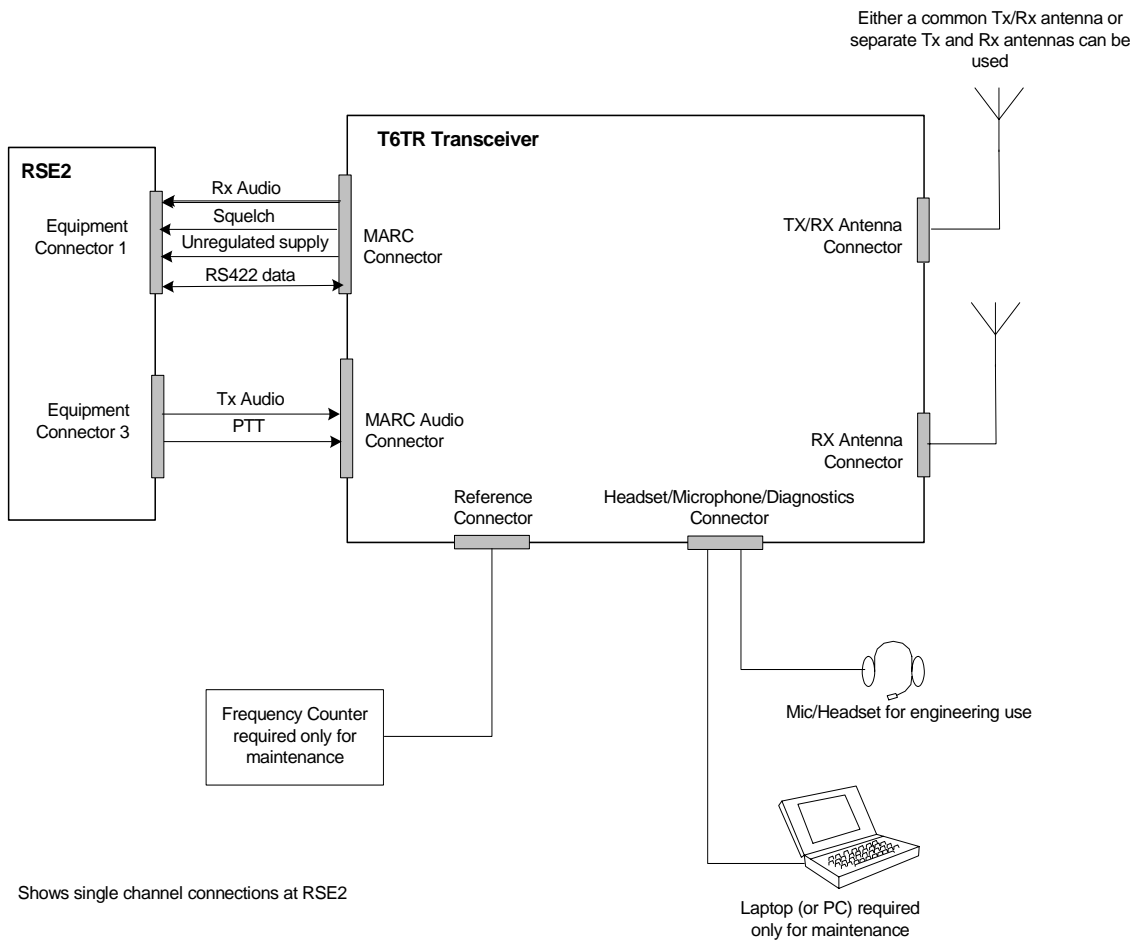 Either a common Tx/Rx antenna or
separate Tx and Rx antennas can be
used
T6TR Transceiver
RSE2
Rx Audio
Squelch
Unregulated supply
RS422 data
Equipment
Connector 1
MARC
Connector
TX/RX Antenna
Connector
Tx Audio
PTT
Equipment
Connector 3
MARC Audio
Connector
RX Antenna
Connector
Reference
Connector
Headset/Microphone/Diagnostics
Connector
Frequency Counter
required only for
maintenance
Mic/Headset for engineering use
Shows single channel connections at RSE2
Laptop (or PC) required
only for maintenance